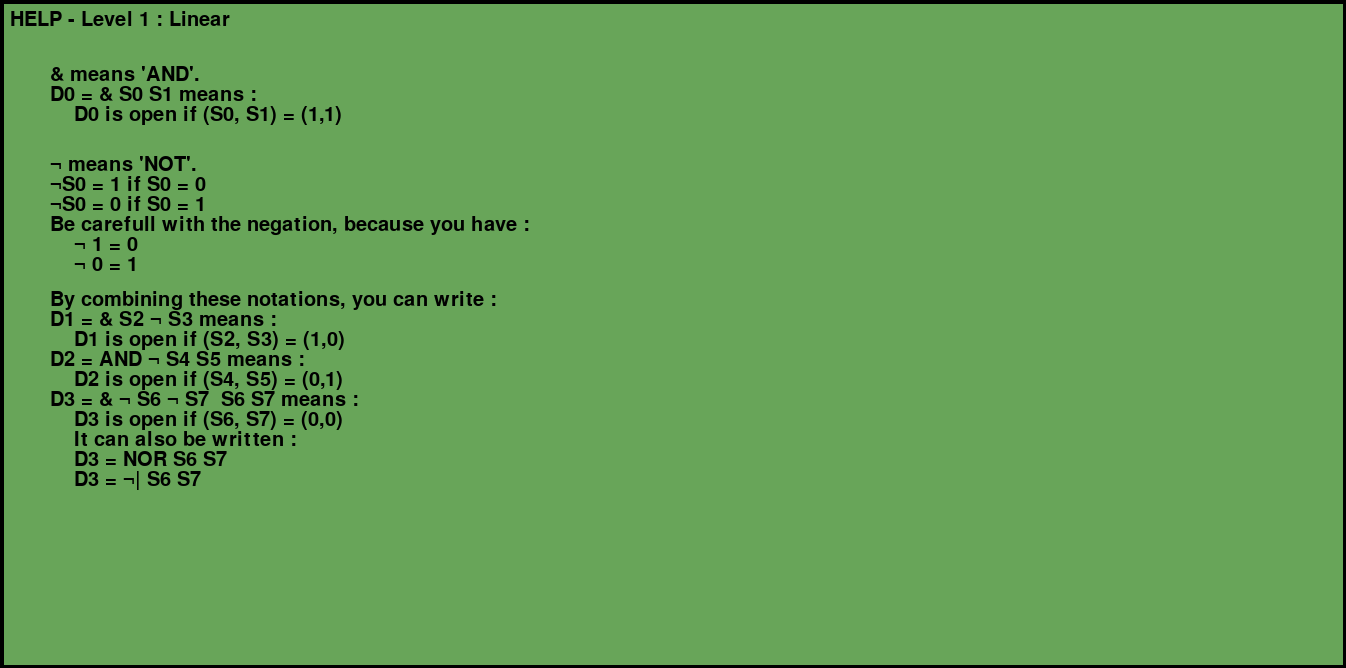 HELP - Level 1 : Linear
& means 'AND'.
D0 = & S0 S1 means :
D0 is open if (S0, S1) = (1,1)
¬ means 'NOT'.
¬S0 = 1 if S0 = 0
¬S0 = 0 if S0 = 1
Be carefull with the negation, because you have :
¬ 1 = 0
¬ 0 = 1
By combining these notations, you can write :
D1 = & S2 ¬ S3 means :
D1 is open if (S2, S3) = (1,0)
D2 = AND ¬ S4 S5 means :
D2 is open if (S4, S5) = (0,1)
D3 = & ¬ S6 ¬ S7  S6 S7 means :
D3 is open if (S6, S7) = (0,0)
It can also be written :
D3 = NOR S6 S7
D3 = ¬| S6 S7